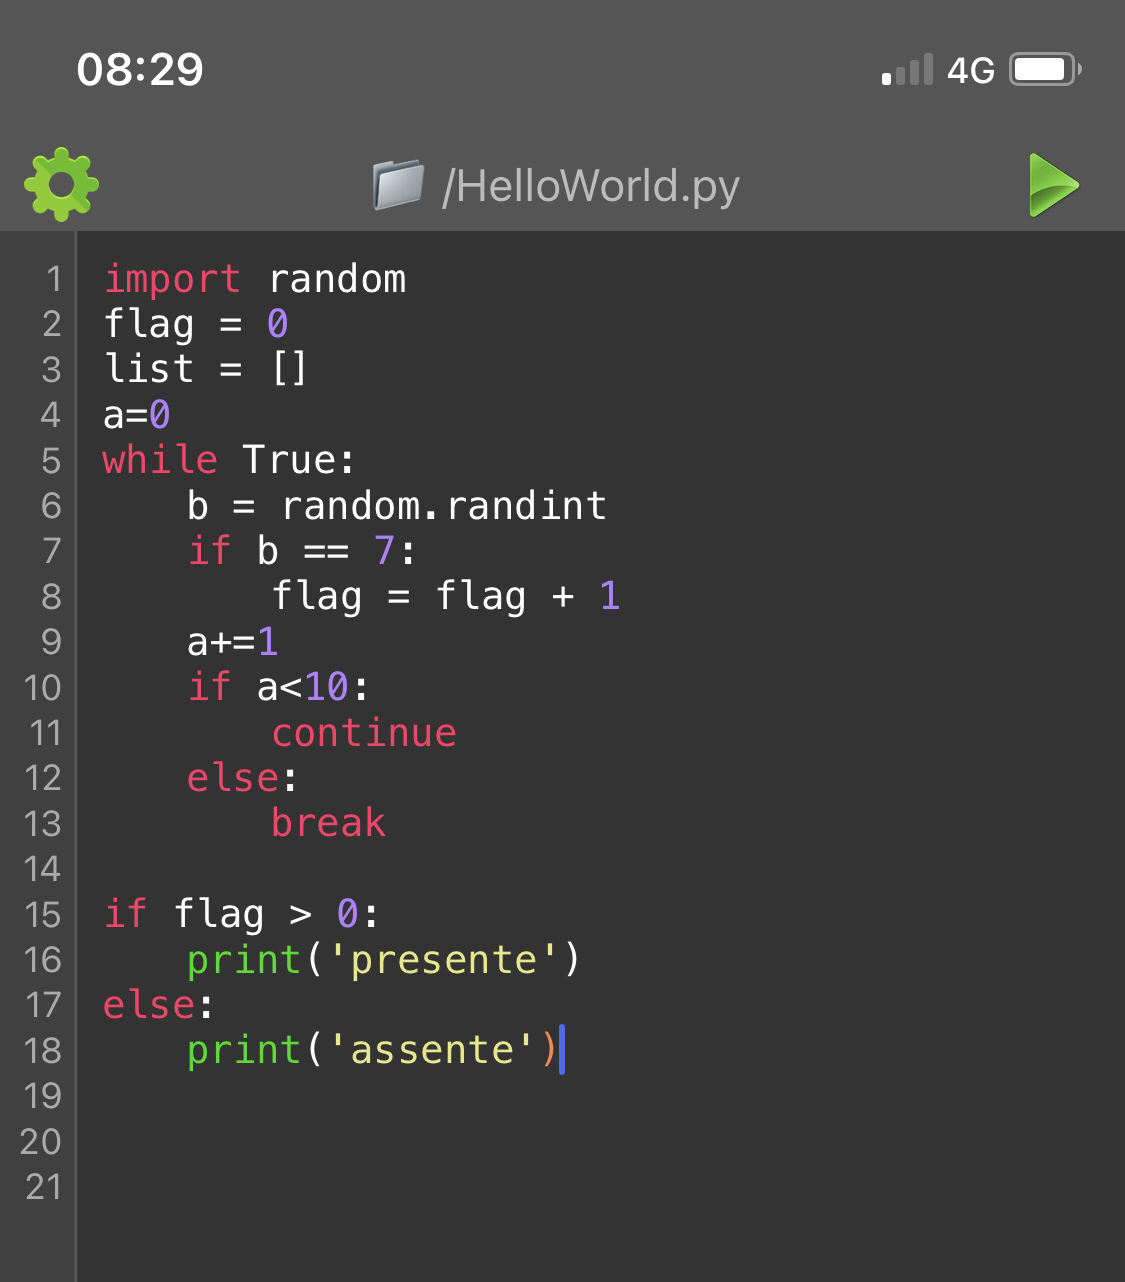 08:29 4G
/HelloWorld.py
1 import random
2 flag = 0
3 list = []
4 a=0
5 while True:
6     b = random.randint
7     if b == 7:
8         flag = flag + 1
9     a+=1
10     if a<10:
11         continue
12     else:
13         break
14
15 if flag > 0:
16     print('presente')
17 else:
18     print('assente')
19
20
21